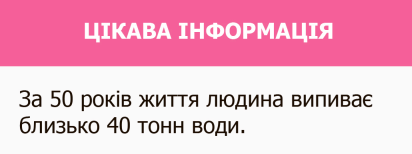 ЦІКАВА ІНФОРМАЦІЯ
За 50 років життя людина випиває
близько 40 тонн води.